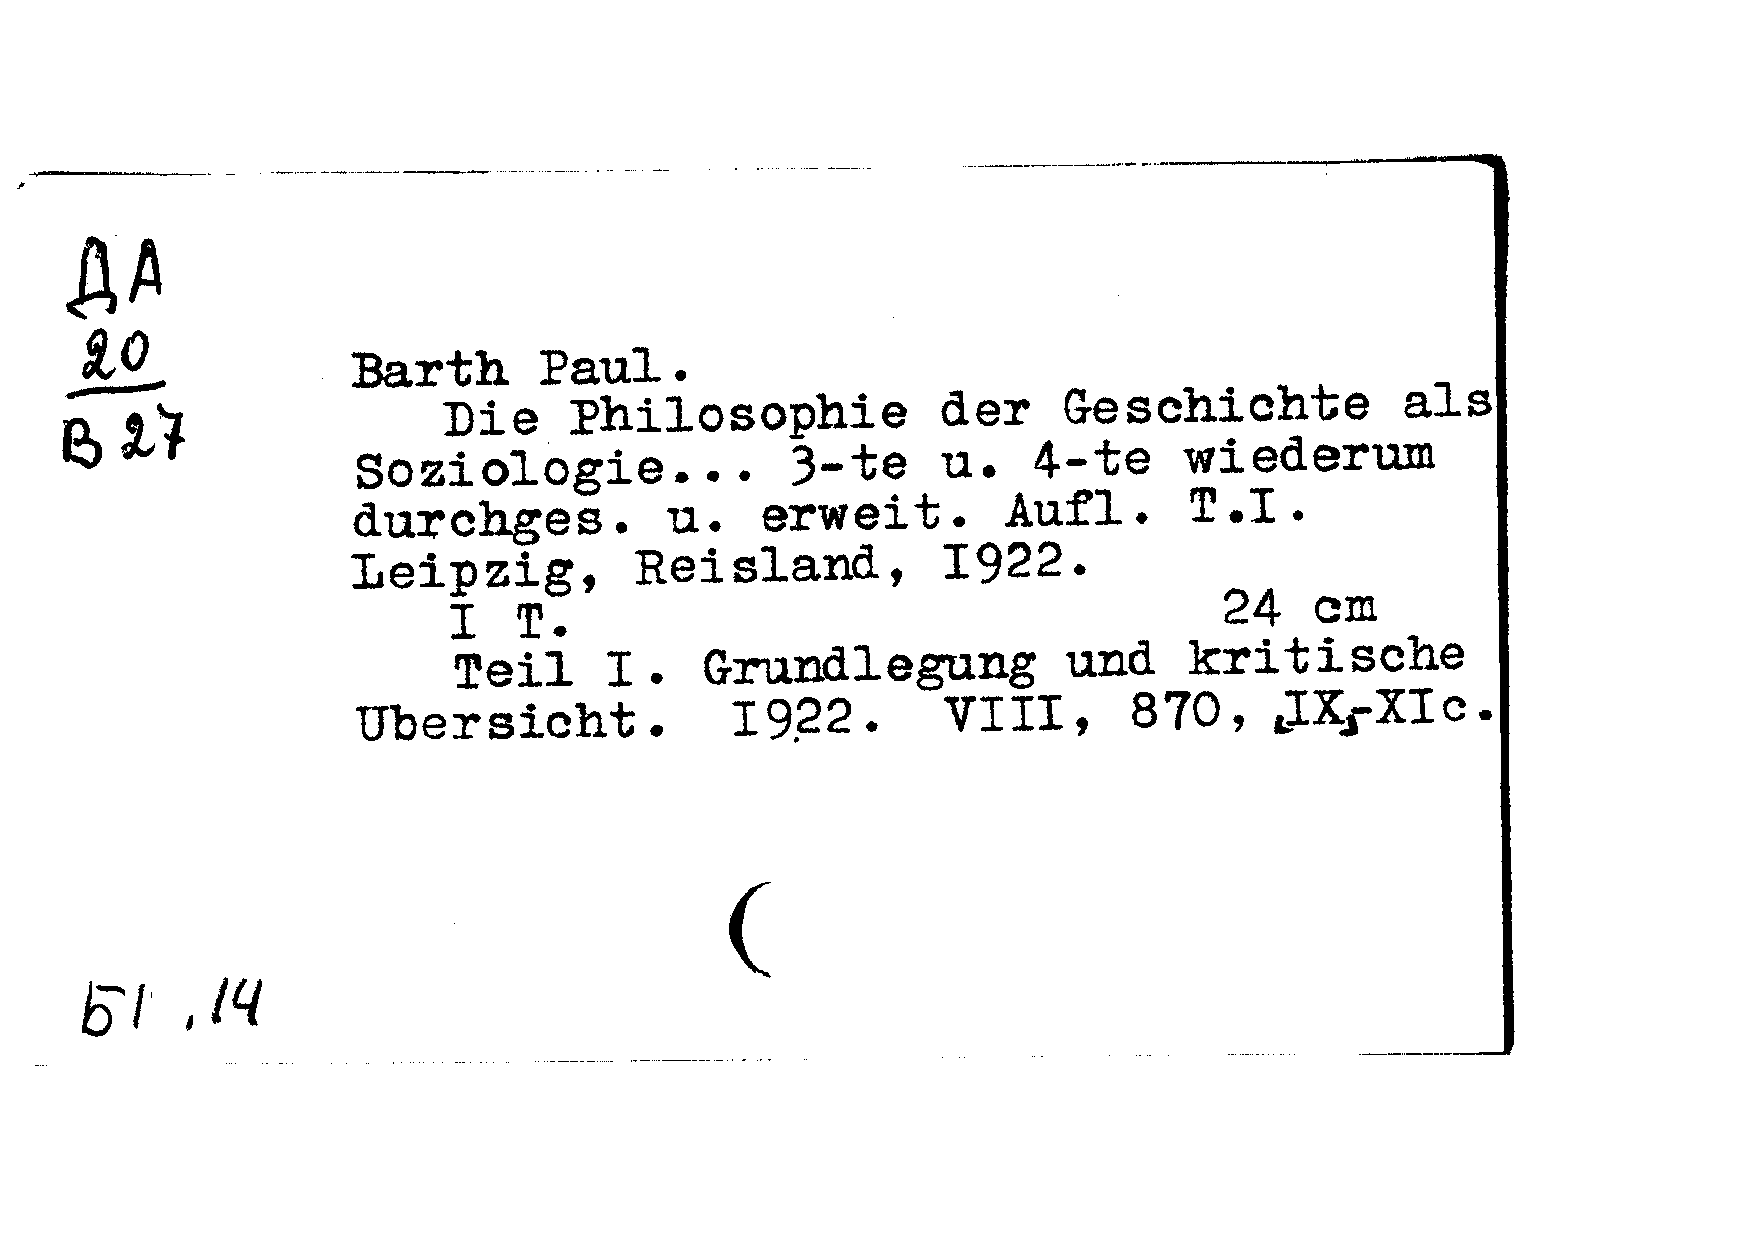 ДА
20
В 27
Barth Paul.
Die Philosophie der Geschichte als
Soziologie... 3-te u. 4-te wiederum
durchges. u. erweit. Aufl. T.I.
Leipzig, Reisland, I922.
I T. 24 cm
Teil I. Grundlegung und kritische
Ubersicht. I922. VIII, 870, [IX]-XIc.
Б1 .14